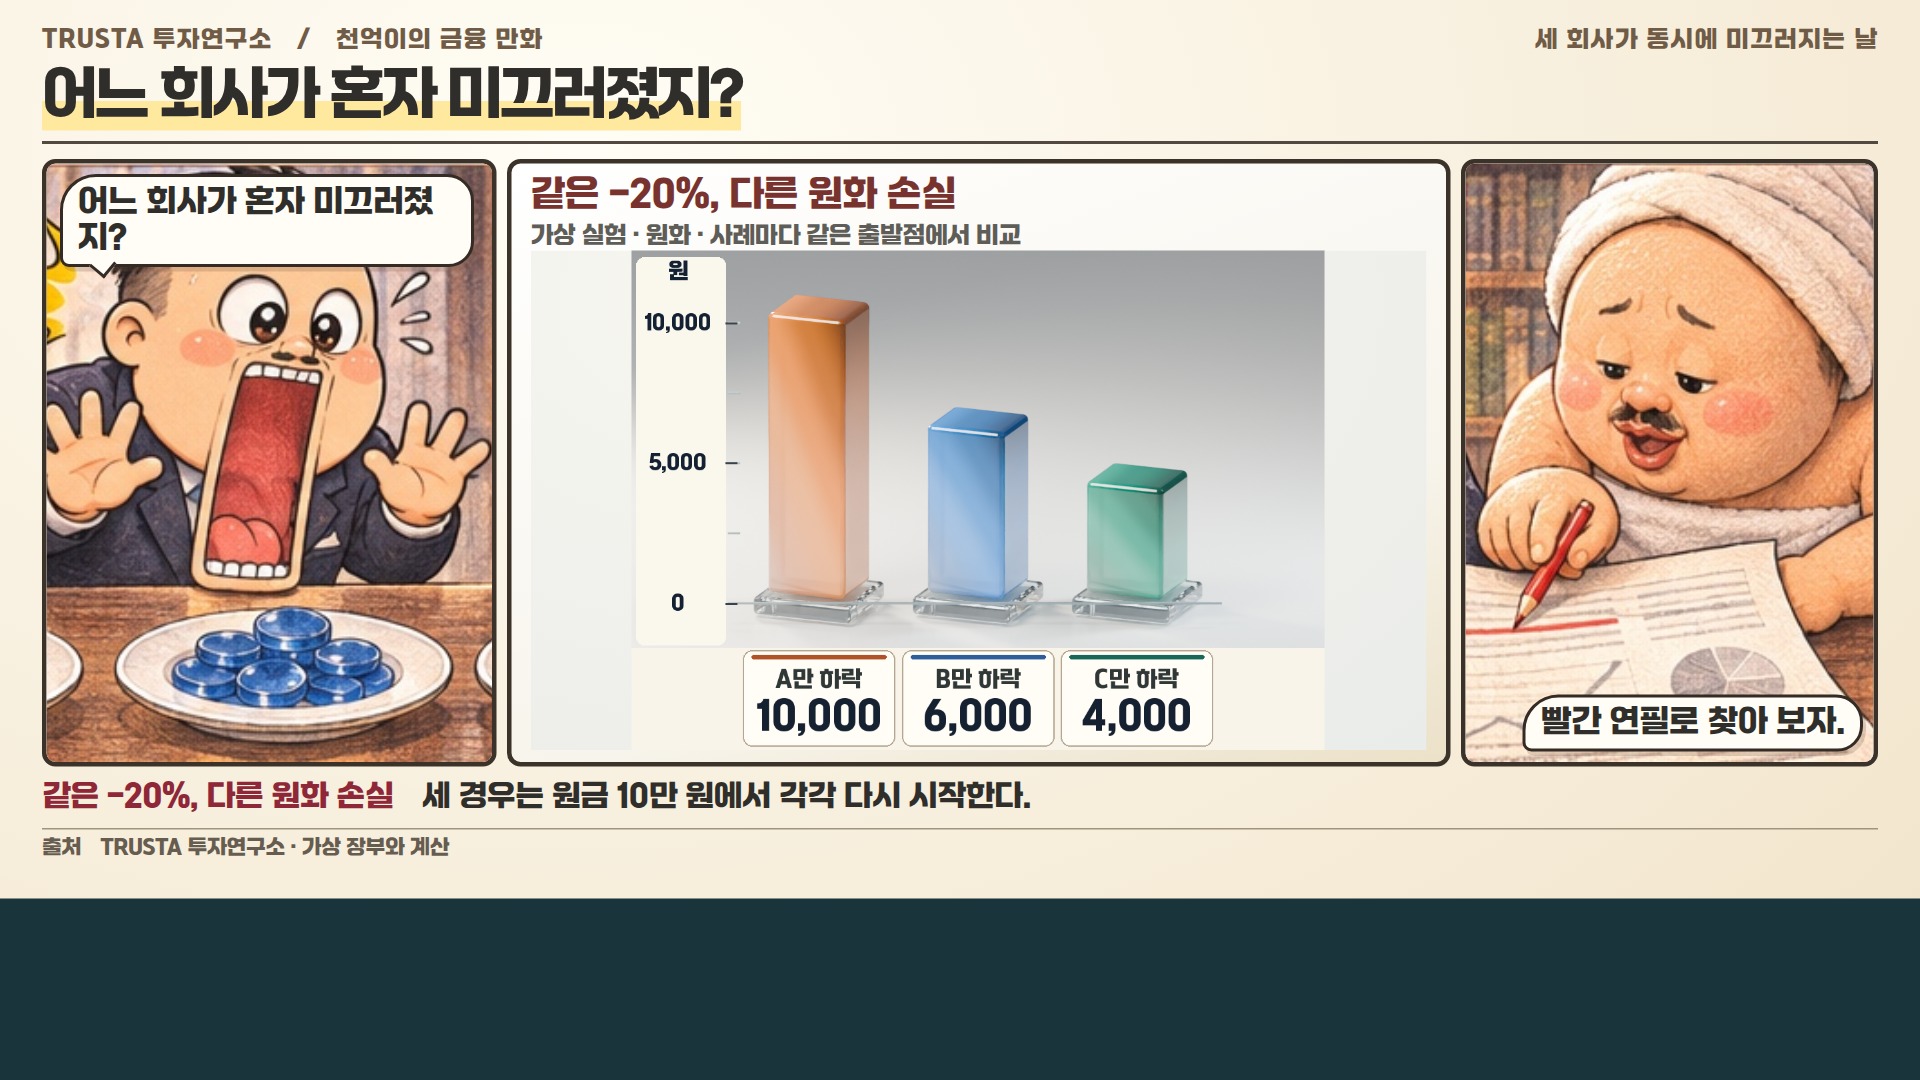 TRUSTA 투자연구소 / 천억이의 금융 만화
세 회사가 동시에 미끄러지는 날
어느 회사가 혼자 미끄러졌지?
어느 회사가 혼자 미끄러졌
지?
같은 -20%, 다른 원화 손실
가상 실험 · 원화 · 사례마다 같은 출발점에서 비교
원
10,000
5,000
0
A만 하락
10,000
B만 하락
6,000
C만 하락
4,000
빨간 연필로 찾아 보자.
같은 -20%, 다른 원화 손실 세 경우는 원금 10만 원에서 각각 다시 시작한다.
출처 TRUSTA 투자연구소 · 가상 장부와 계산